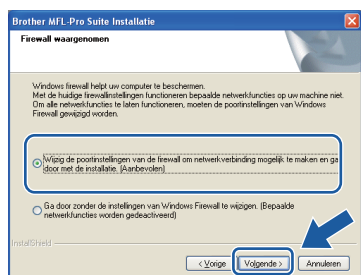 Brother MFL-Pro Suite Installatie
Firewall waargenomen
Windows firewall helpt uw computer te beschermen.
Met de huidige firewallinstellingen functioneren bepaalde netwerkfuncties op uw machine niet.
Om alle netwerkfuncties te laten functioneren, moeten de poortinstellingen van Windows
Firewall gewijzigd worden.
Wijzig de poortinstellingen van de firewall om netwerkverbinding mogelijk te maken en ga
door met de installatie. (Aanbevolen)
Ga door zonder de instellingen van Windows Firewall te wijzigen. (Bepaalde
netwerkfuncties worden gedeactiveerd)
InstallShield
< Vorige
Volgende >
Annuleren